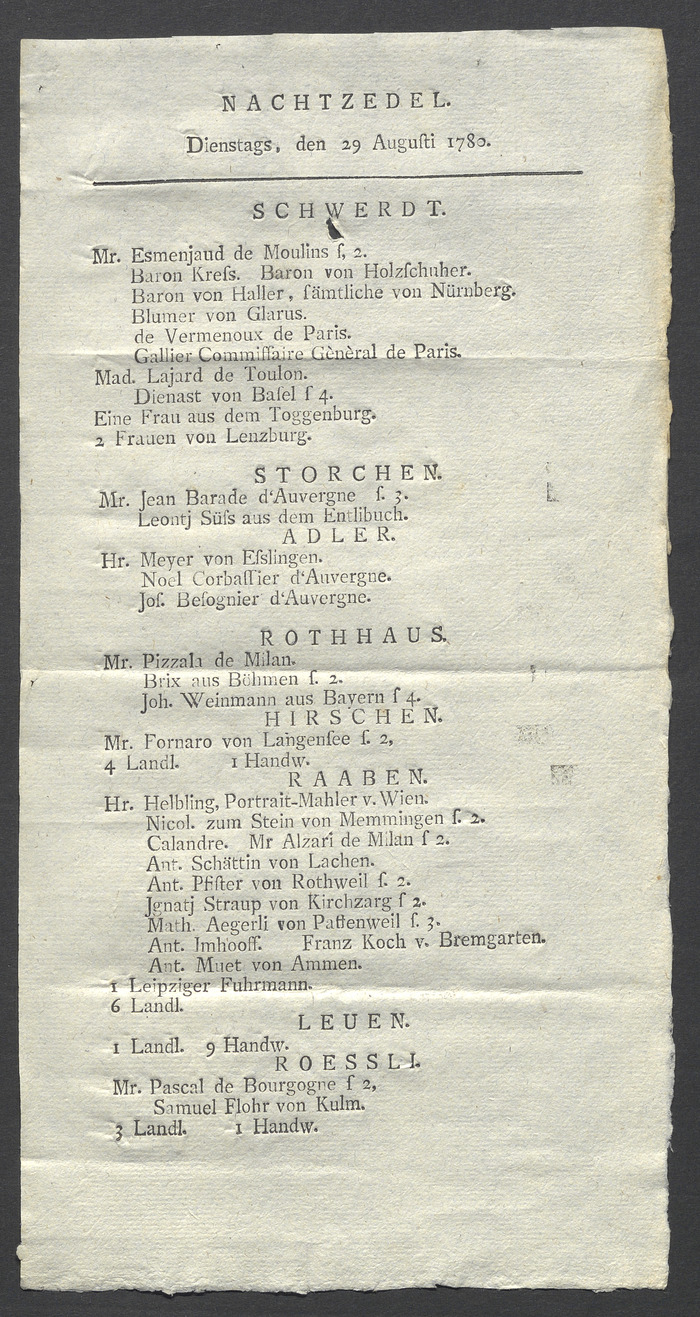 NACHTZEDEL.
Dienstags, den 29 Auguſti 1780.
SCHWERDT.
Mr. Esmenjaud de Moulins ſ, 2.
Baron Kreſs. Baron von Holzſchuher.
Baron von Haller, ſämtliche von Nürnberg.
Blumer von Glarus.
de Vermenoux de Paris.
Gallier Commiſſaire Gènèral de Paris.
Mad. Lajard de Toulon.
Dienast von Baſel ſ 4.
Eine Frau aus dem Toggenburg.
2 Frauen von Lenzburg.
STORCHEN.
Mr. Jean Barade d'Auvergne ſ. 3.
Leontj Süſs aus dem Entlibuch.
ADLER.
Hr. Meyer von Eſslingen.
Noel Corbaſſier d'Auvergne.
Joſ. Beſognier d'Auvergne.
ROTHHAUS.
Mr. Pizzala de Milan.
Brix aus Böhmen ſ. 2.
Joh. Weinmann aus Bayern ſ 4.
HIRSCHEN.
Mr. Fornaro von Langenſee ſ. 2,
4 Landl. 1 Handw.
RAABEN.
Hr. Helbling, Portrait-Mahler v. Wien.
Nicol. zum Stein von Memmingen ſ. 2.
Calandre. Mr Alzari de Milan ſ 2.
Ant. Schättin von Lachen.
Ant. Pfiſter von Rothweil ſ. 2.
Jgnatj Straup von Kirchzarg ſ 2.
Math. Aegerli von Paffenweil ſ. 3.
Ant. Imhooff. Franz Koch v. Bremgarten.
Ant. Muet von Ammen.
1 Leipziger Fuhrmann.
6 Landl.
LEUEN.
1 Landl. 9 Handw.
ROESSLI.
Mr. Pascal de Bourgogne ſ 2,
Samuel Flohr von Kulm.
3 Landl. 1 Handw.